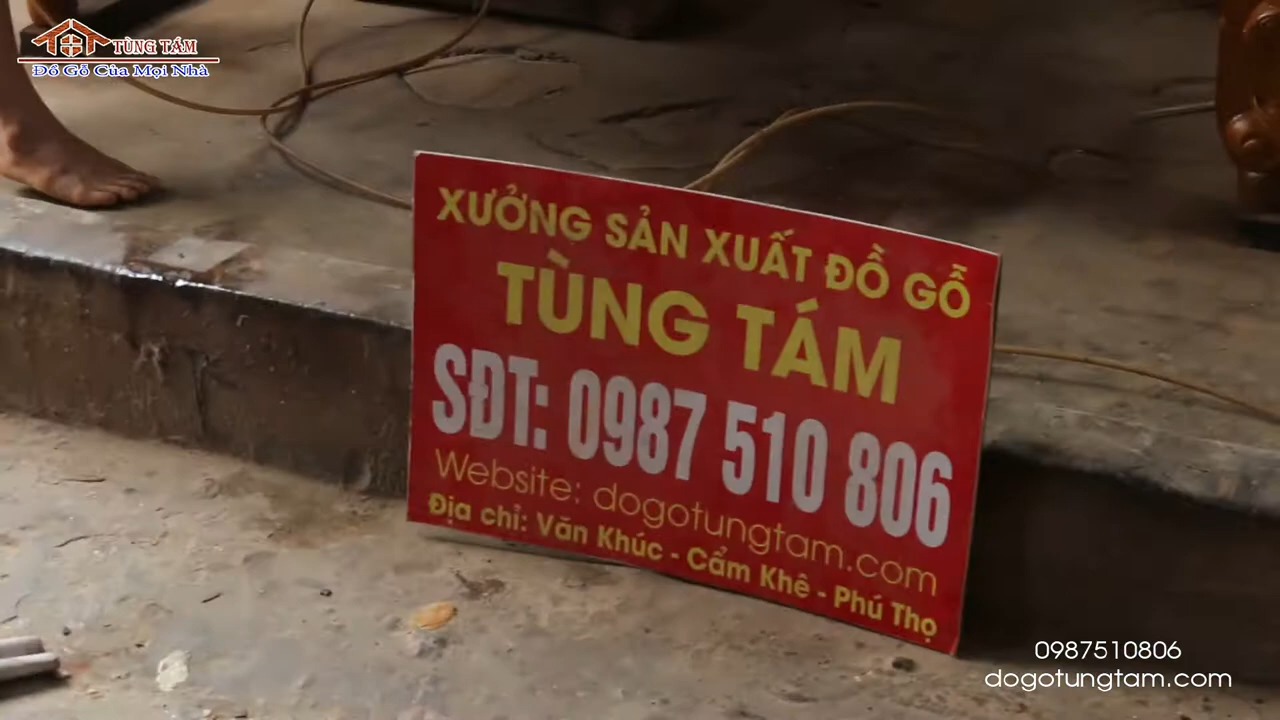 TÙNG TÁM
Đồ Gỗ Của Mọi Nhà
XƯỞNG SẢN XUẤT ĐỒ GỖ
TÙNG TÁM
SĐT: 0987 510 806
Website: dogotungtam.com
Địa chỉ: Văn Khúc - Cẩm Khê - Phú Thọ
0987510806
dogotungtam.com